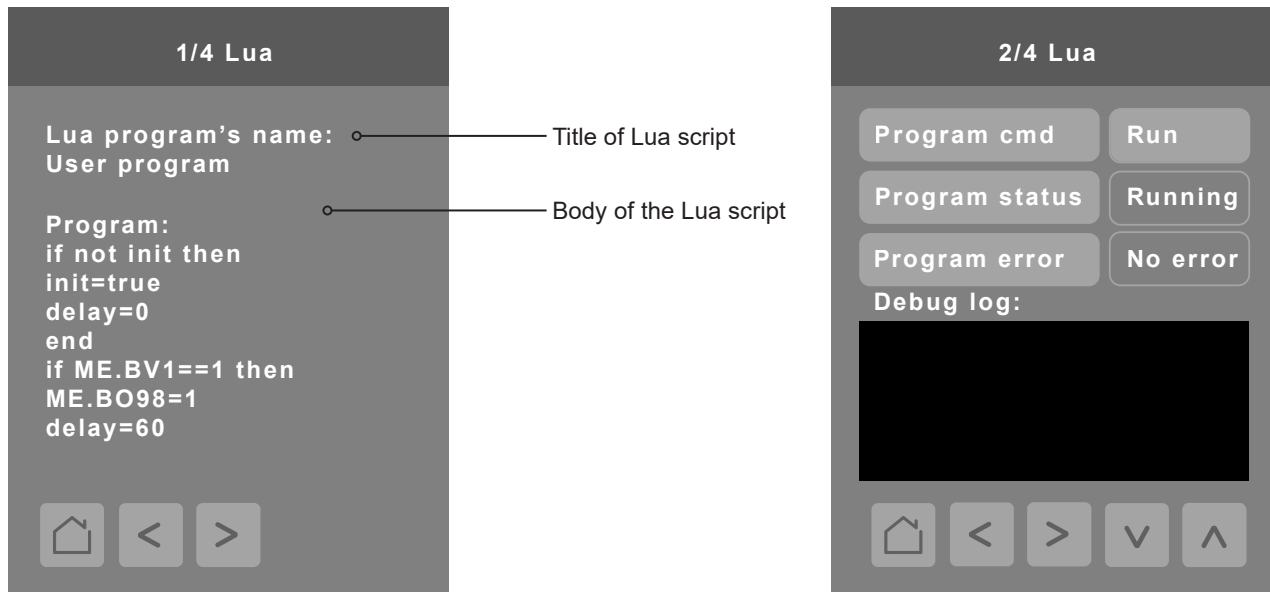 1/4 Lua
Lua program’s name:
User program
Program:
if not init then
init=true
delay=0
end
if ME.BV1==1 then
ME.BO98=1
delay=60
< >
Title of Lua script
Body of the Lua script
2/4 Lua
Program cmd Run
Program status Running
Program error No error
Debug log:
< > v ʌ